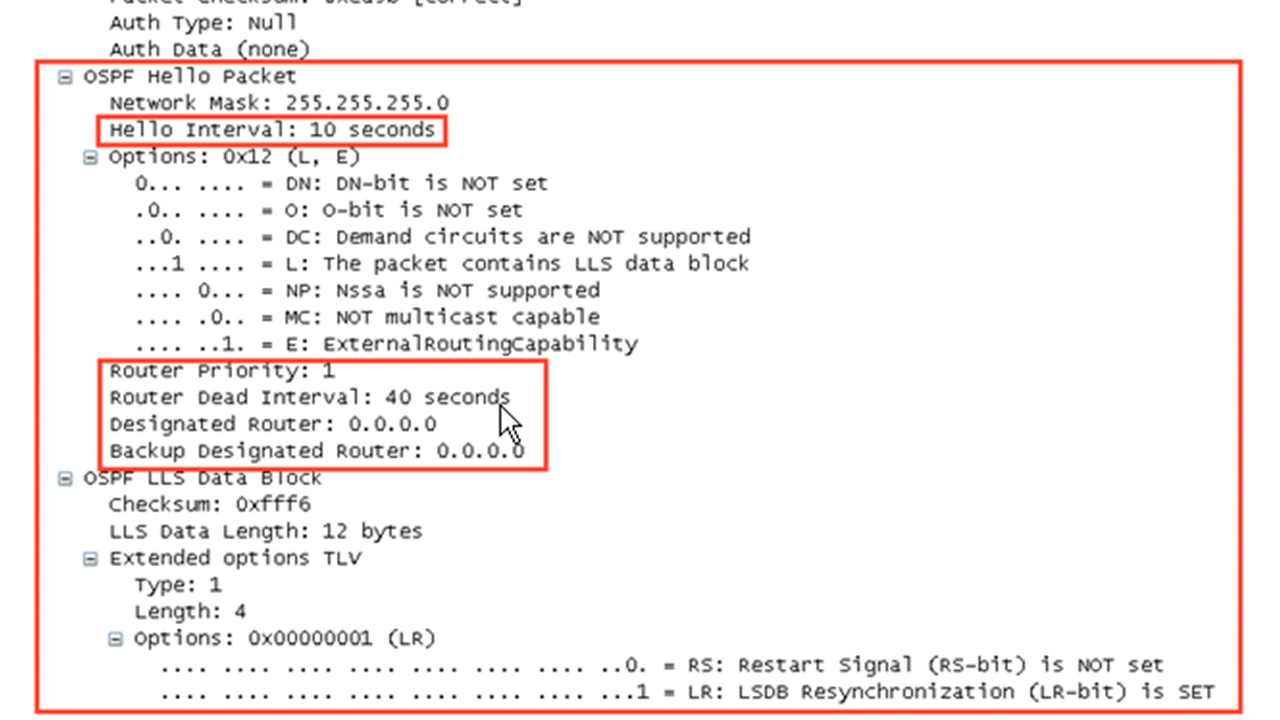 Auth Type: Null
Auth Data (none)
OSPF Hello Packet
Network Mask: 255.255.255.0
Hello Interval: 10 seconds
Options: 0x12 (L, E)
0... .... = DN: DN-bit is NOT set
.0.. .... = O: O-bit is NOT set
..0. .... = DC: Demand circuits are NOT supported
...1 .... = L: The packet contains LLS data block
.... 0... = NP: Nssa is NOT supported
.... .0.. = MC: NOT multicast capable
.... ..1. = E: ExternalRoutingCapability
Router Priority: 1
Router Dead Interval: 40 seconds
Designated Router: 0.0.0.0
Backup Designated Router: 0.0.0.0
OSPF LLS Data Block
Checksum: 0xfff6
LLS Data Length: 12 bytes
Extended options TLV
Type: 1
Length: 4
Options: 0x00000001 (LR)
.... .... .... .... .... .... .... ..0. = RS: Restart Signal (RS-bit) is NOT set
.... .... .... .... .... .... .... ...1 = LR: LSDB Resynchronization (LR-bit) is SET